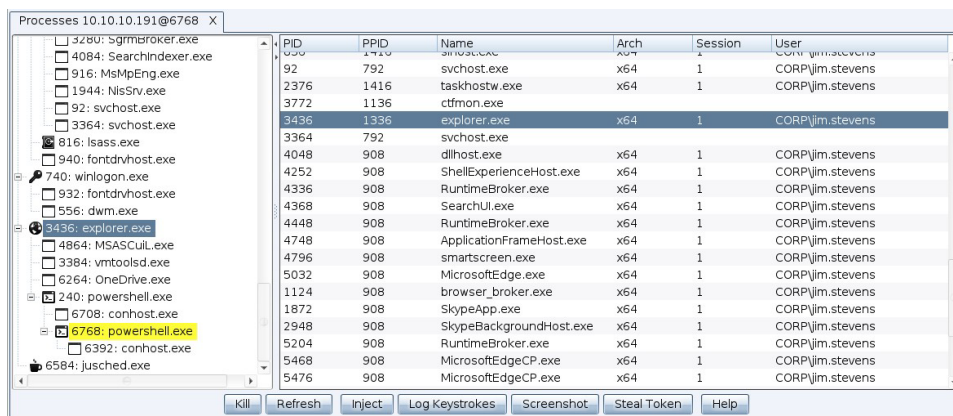 Processes 10.10.10.191@6768 X
3280: SgrmBroker.exe
4084: SearchIndexer.exe
916: MsMpEng.exe
1944: NisSrv.exe
92: svchost.exe
3364: svchost.exe
816: lsass.exe
940: fontdrvhost.exe
740: winlogon.exe
932: fontdrvhost.exe
556: dwm.exe
3436: explorer.exe
4864: MSASCuiL.exe
3384: vmtoolsd.exe
6264: OneDrive.exe
240: powershell.exe
6708: conhost.exe
6768: powershell.exe
6392: conhost.exe
6584: jusched.exe
PID PPID Name Arch Session User
92 792 svchost.exe x64 1 CORP\jim.stevens
2376 1416 taskhostw.exe x64 1 CORP\jim.stevens
3772 1136 ctfmon.exe
3436 1336 explorer.exe x64 1 CORP\jim.stevens
3364 792 svchost.exe
4048 908 dllhost.exe x64 1 CORP\jim.stevens
4252 908 ShellExperienceHost.exe x64 1 CORP\jim.stevens
4336 908 RuntimeBroker.exe x64 1 CORP\jim.stevens
4368 908 SearchUI.exe x64 1 CORP\jim.stevens
4448 908 RuntimeBroker.exe x64 1 CORP\jim.stevens
4748 908 ApplicationFrameHost.exe x64 1 CORP\jim.stevens
4796 908 smartscreen.exe x64 1 CORP\jim.stevens
5032 908 MicrosoftEdge.exe x64 1 CORP\jim.stevens
1124 908 browser_broker.exe x64 1 CORP\jim.stevens
1872 908 SkypeApp.exe x64 1 CORP\jim.stevens
2948 908 SkypeBackgroundHost.exe x64 1 CORP\jim.stevens
5204 908 RuntimeBroker.exe x64 1 CORP\jim.stevens
5468 908 MicrosoftEdgeCP.exe x64 1 CORP\jim.stevens
5476 908 MicrosoftEdgeCP.exe x64 1 CORP\jim.stevens
Kill Refresh Inject Log Keystrokes Screenshot Steal Token Help